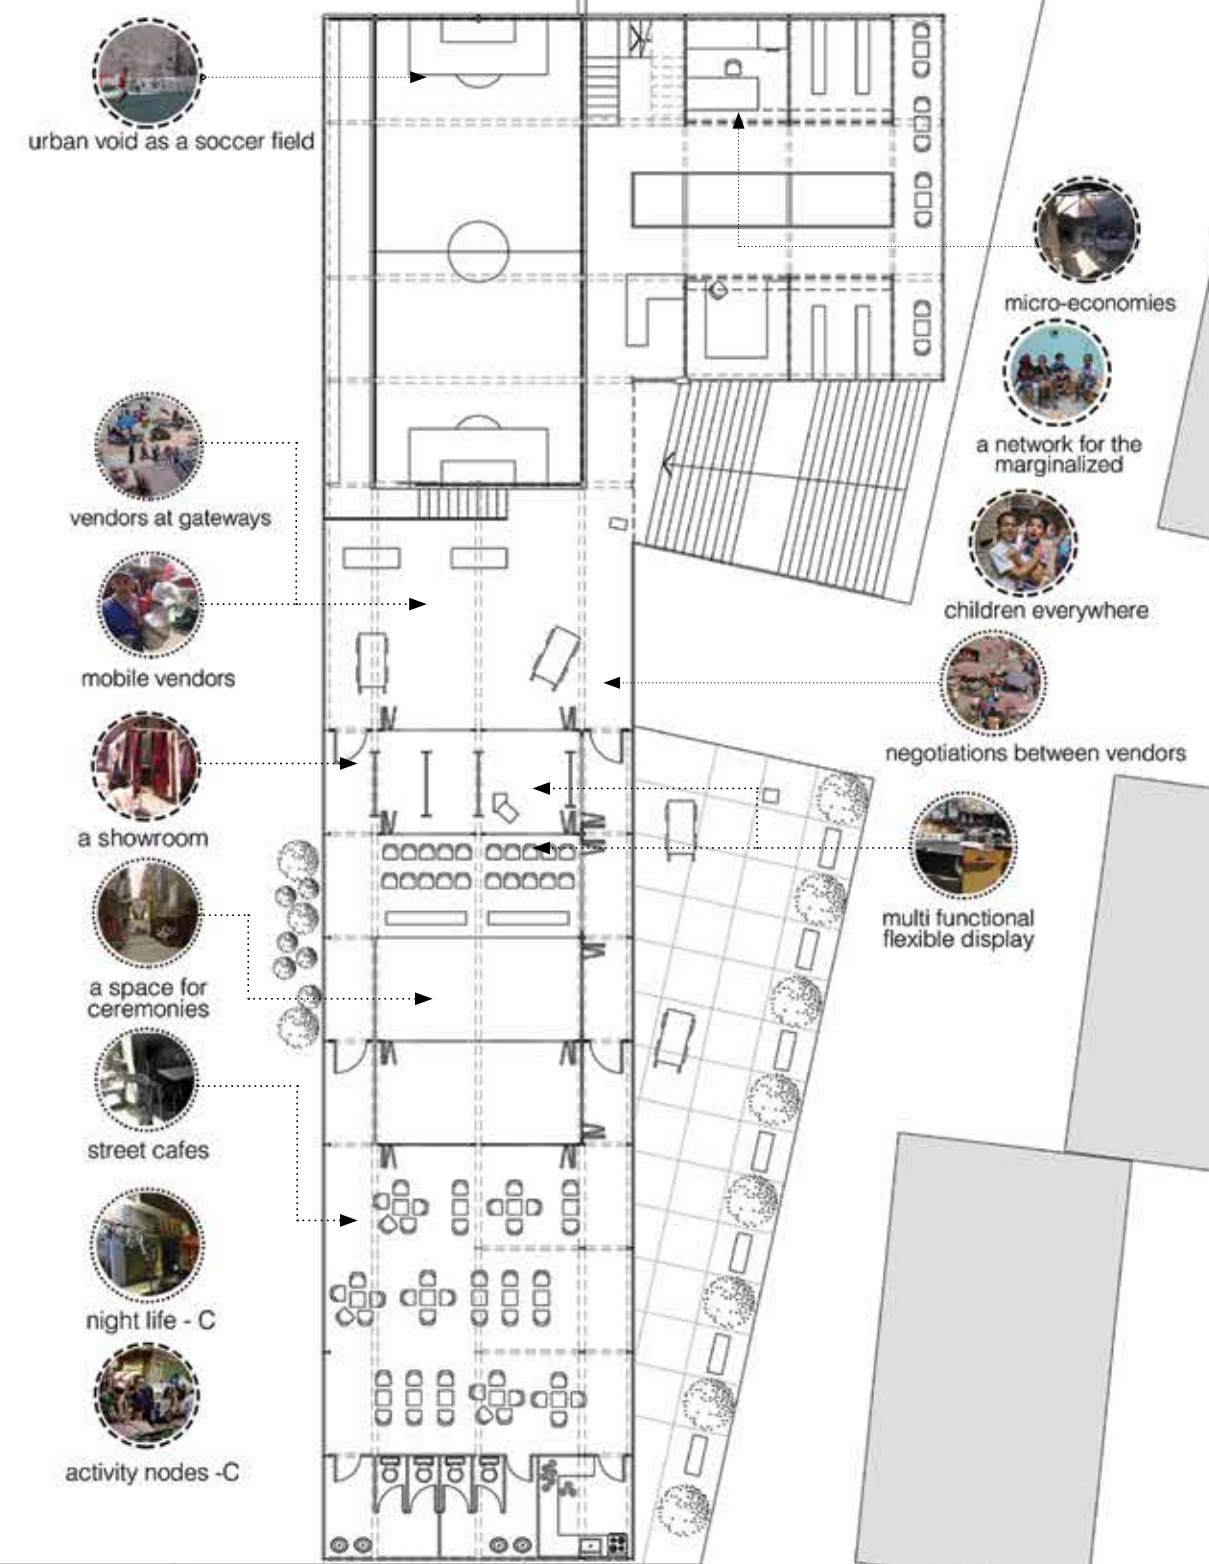 urban void as a soccer field
vendors at gateways
mobile vendors
a showroom
a space for
ceremonies
street cafes
night life - C
activity nodes -C
micro-economies
a network for the
marginalized
children everywhere
negotiations between vendors
multi functional
flexible display